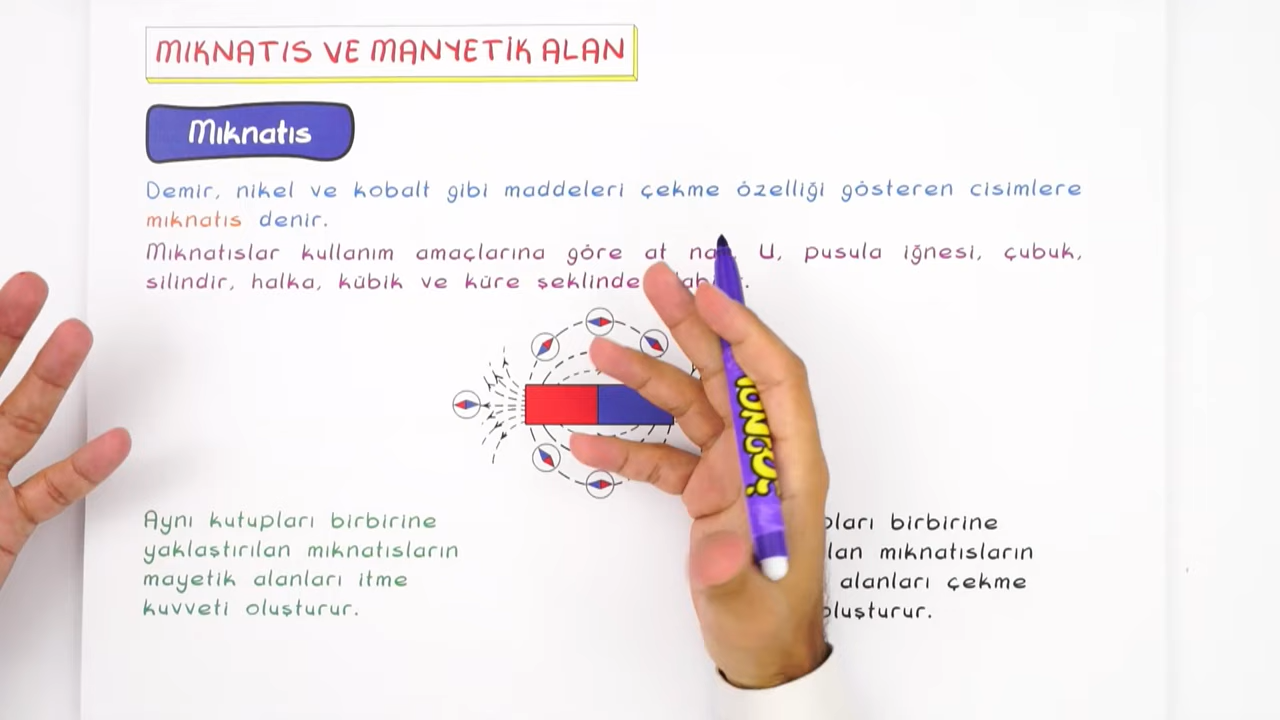 MIKNATIS VE MANYETİK ALAN
Mıknatıs
Demir, nikel ve kobalt gibi maddeleri çekme özelliği gösteren cisimlere
mıknatıs denir.
Mıknatıslar kullanım amaçlarına göre at U, pusula iğnesi, çubuk,
silindir, halka, kübik ve küre şeklinde
Aynı kutupları birbirine
yaklaştırılan mıknatısların
mayetik alanları itme
kuvveti oluşturur.
birbirine
mıknatısların
alanları çekme
oluşturur.